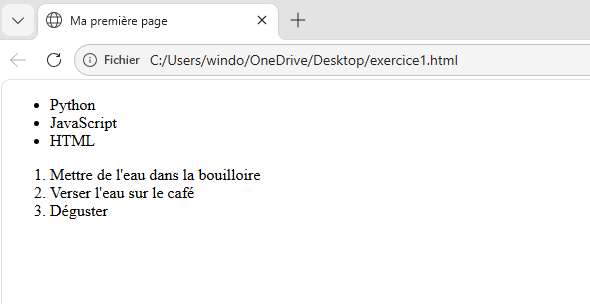 Ma première page
Fichier C:/Users/windo/OneDrive/Desktop/exercice1.html
• Python
• JavaScript
• HTML
1. Mettre de l'eau dans la bouilloire
2. Verser l'eau sur le café
3. Déguster